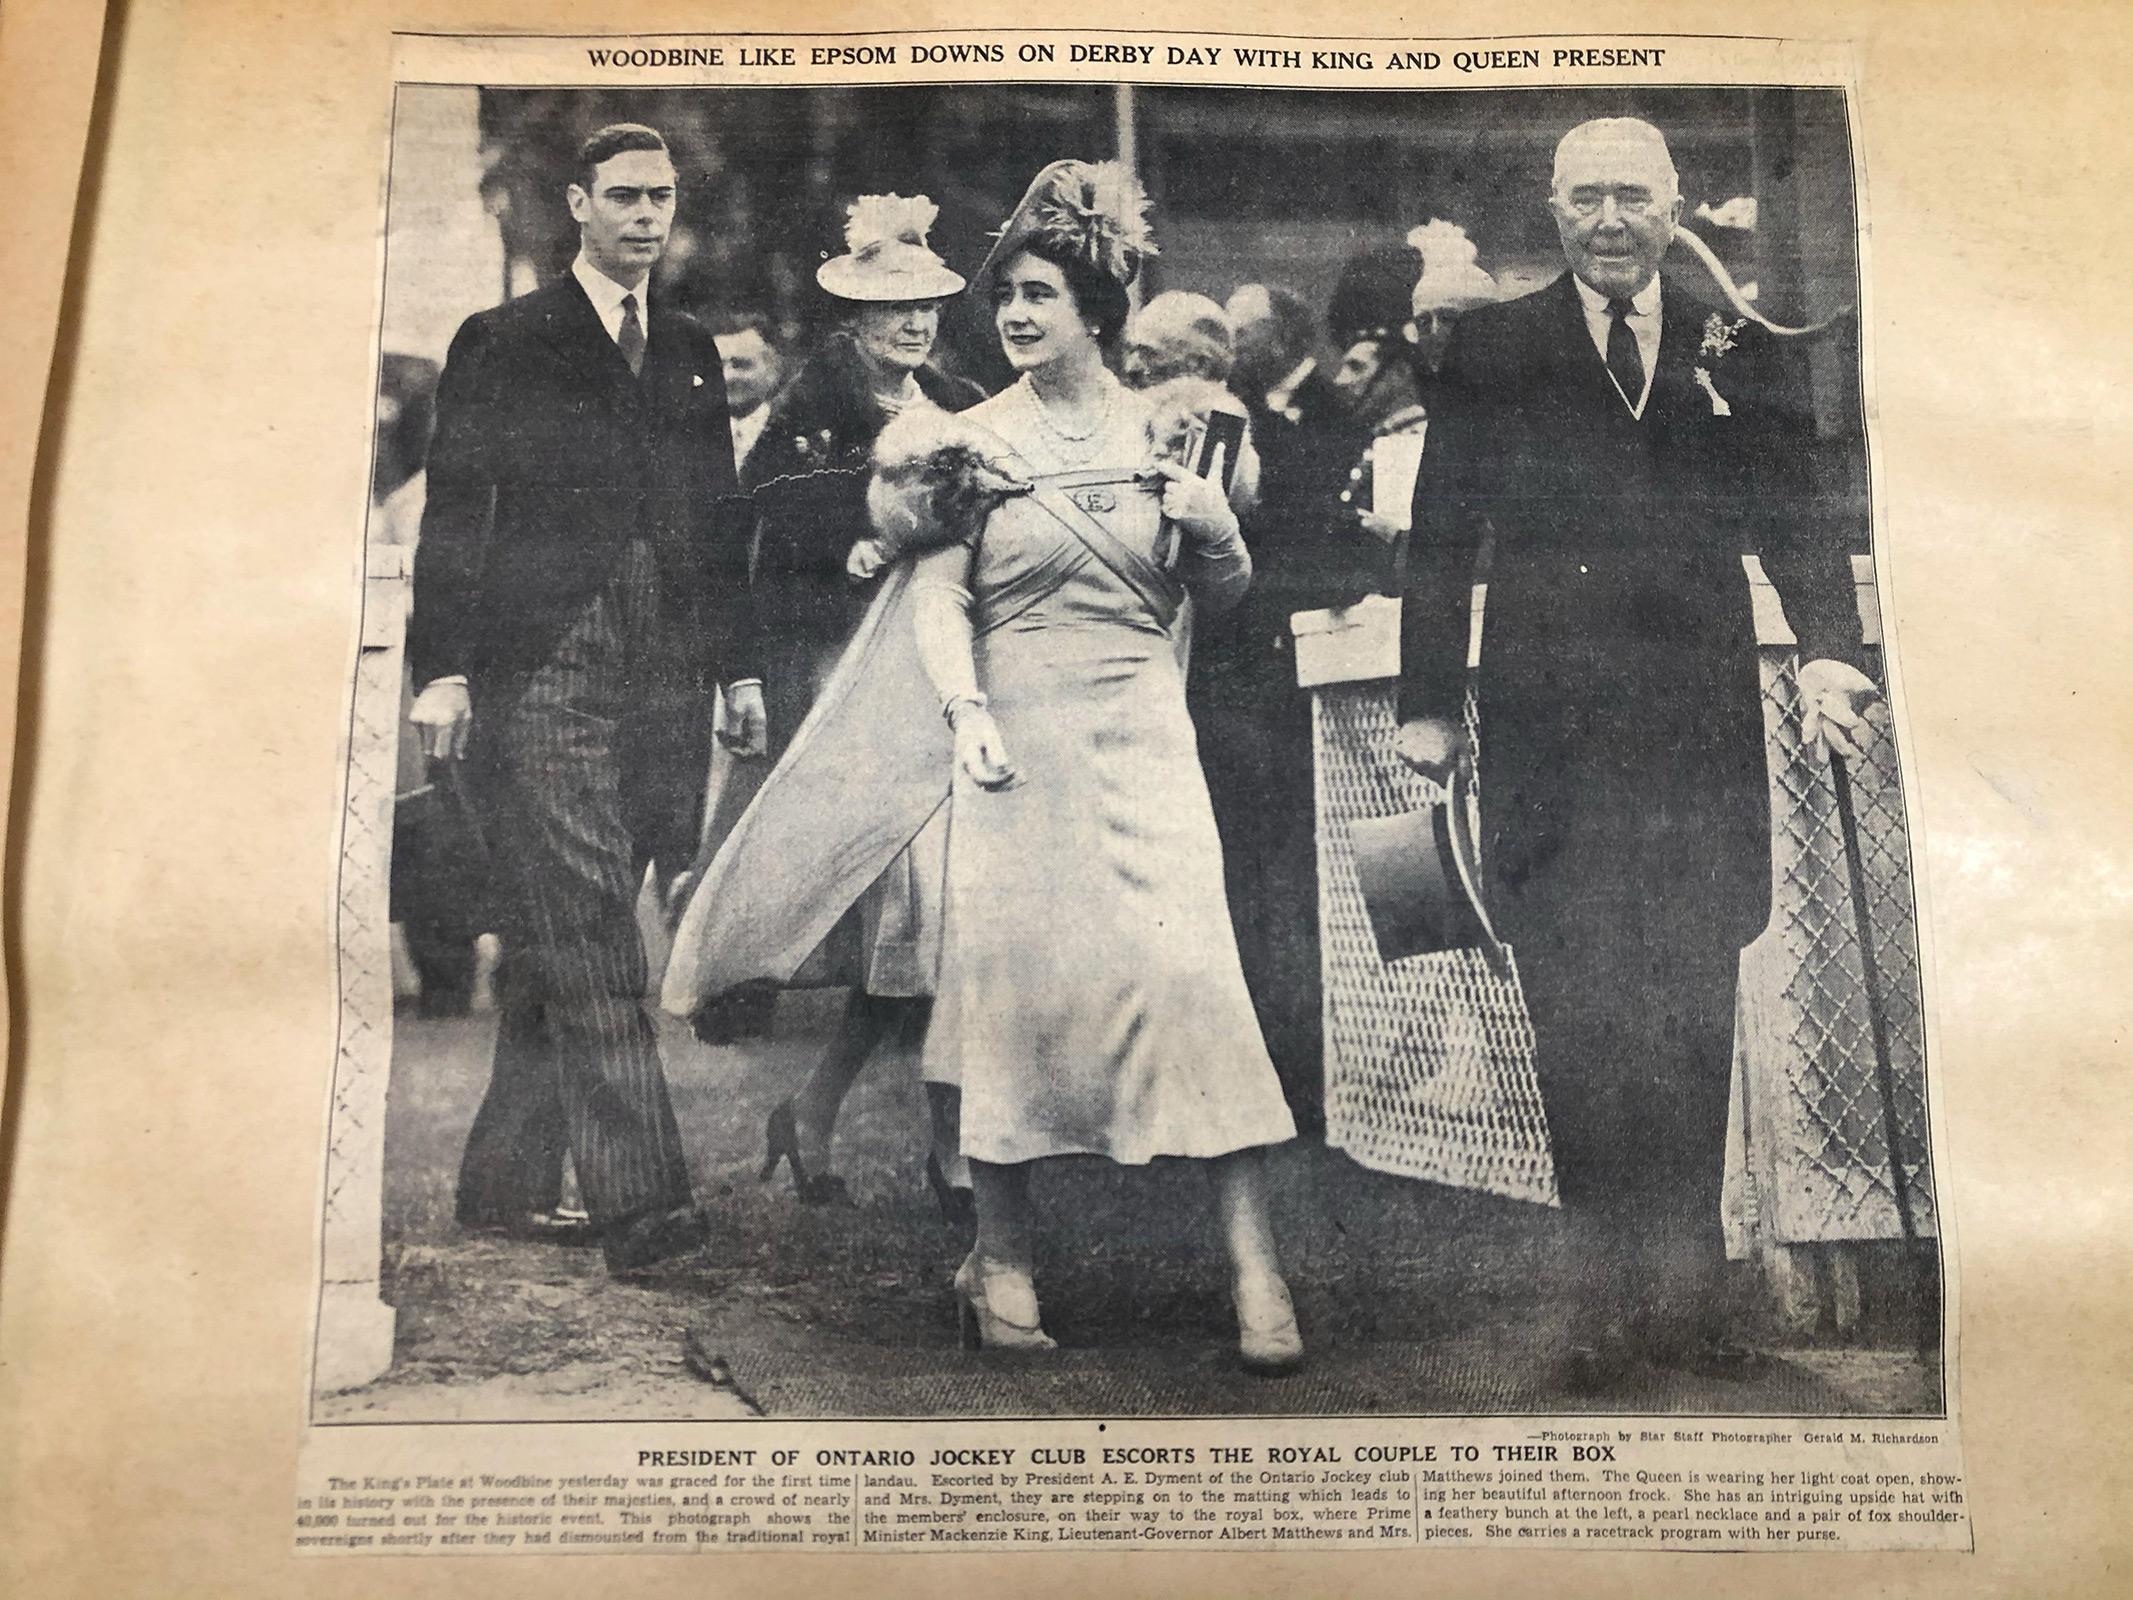 WOODBINE LIKE EPSOM DOWNS ON DERBY DAY WITH KING AND QUEEN PRESENT
E
—Photograph by Star Staff Photographer Gerald M. Richardson
PRESIDENT OF ONTARIO JOCKEY CLUB ESCORTS THE ROYAL COUPLE TO THEIR BOX
The King's Plate at Woodbine yesterday was graced for the first time
in its history with the presence of their majesties, and a crowd of nearly
40,000 turned out for the historic event. This photograph shows the
sovereigns shortly after they had dismounted from the traditional royal
landau. Escorted by President A. E. Dyment of the Ontario Jockey club
and Mrs. Dyment, they are stepping on to the matting which leads to
the members' enclosure, on their way to the royal box, where Prime
Minister Mackenzie King, Lieutenant-Governor Albert Matthews and Mrs.
Matthews joined them. The Queen is wearing her light coat open, show-
ing her beautiful afternoon frock. She has an intriguing upside hat with
a feathery bunch at the left, a pearl necklace and a pair of fox shoulder-
pieces. She carries a racetrack program with her purse.